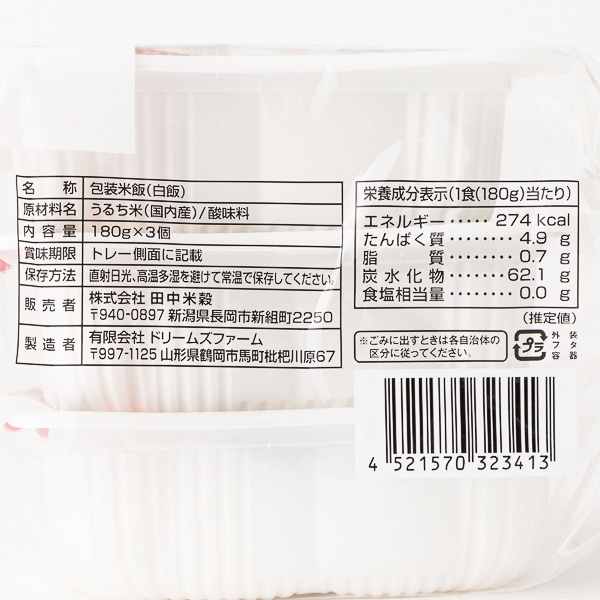 名称 包装米飯(白飯)
原材料名 うるち米(国内産)/酸味料
内容量 180g×3個
賞味期限 トレー側面に記載
保存方法 直射日光、高温多湿を避けて常温で保存してください。
販売者 株式会社 田中米穀
〒940-0897 新潟県長岡市新組町2250
製造者 有限会社 ドリームズファーム
〒997-1125 山形県鶴岡市馬町枇杷川原67
栄養成分表示(1食(180g)当たり)
エネルギー・・・・・274 kcal
たんぱく質・・・・・・・4.9 g
脂質・・・・・・・0.7 g
炭水化物・・・・・・62.1 g
食塩相当量・・・・・・0.0 g
(推定値)
※ごみに出すときは各自治体の
区分に従ってください。
プラ
外装
フタ
容器
4 521570 323413